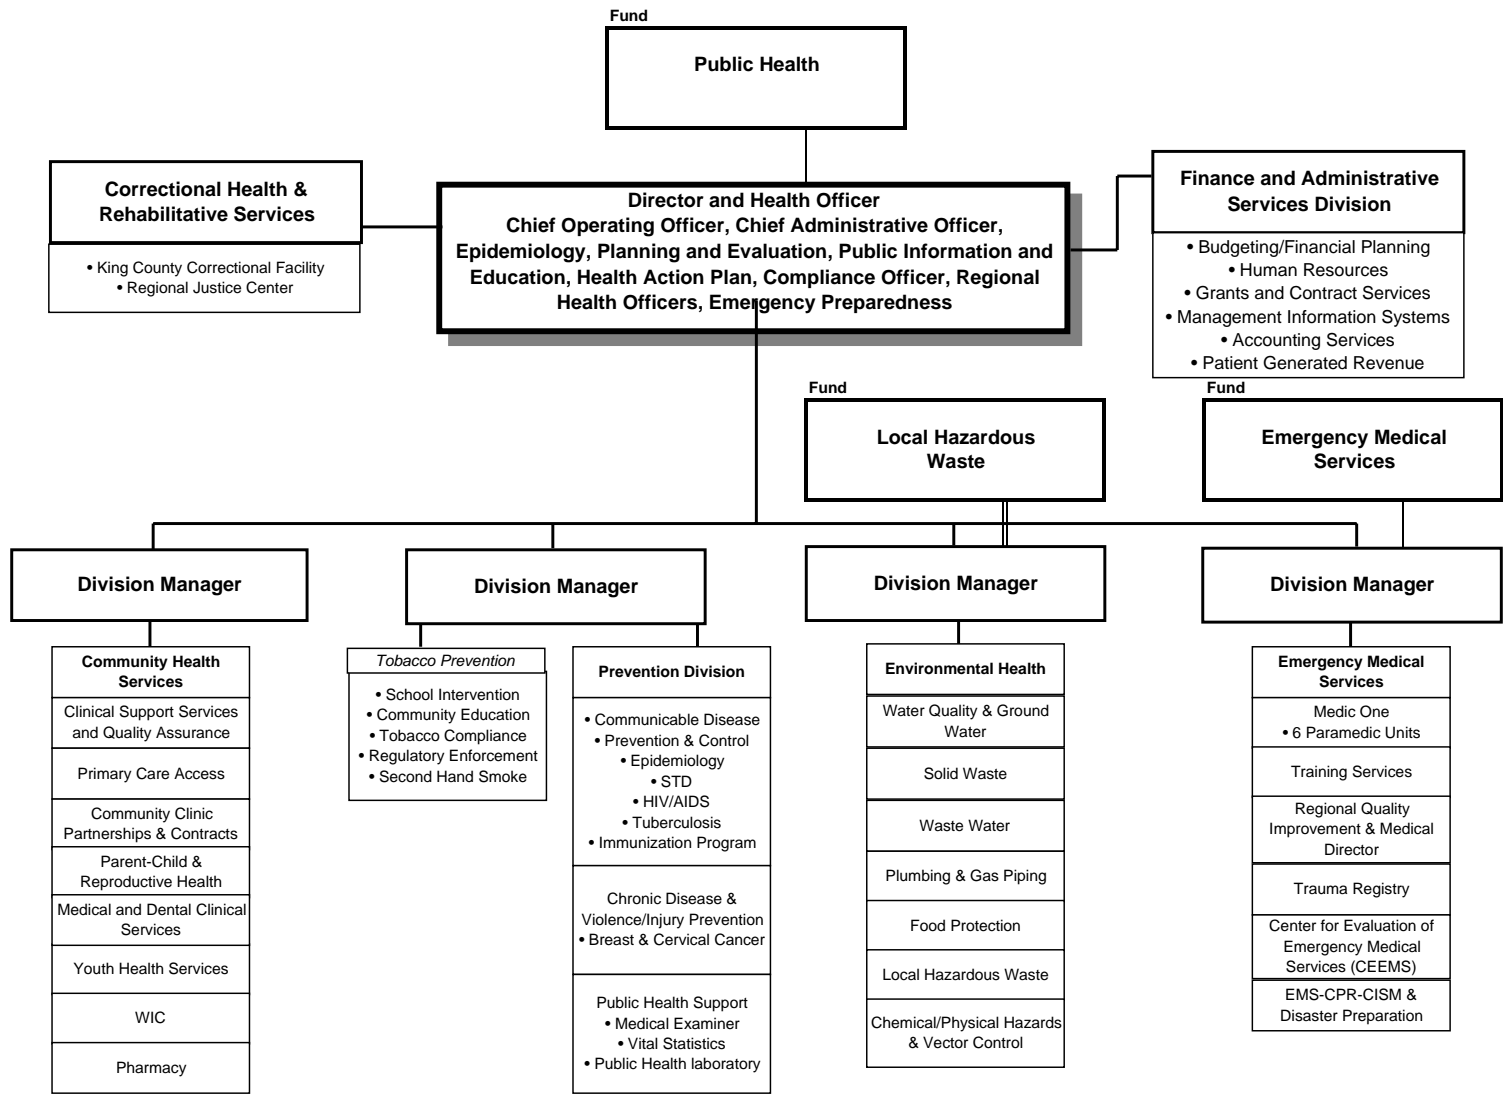 Fund
Public Health
Correctional Health &
Rehabilitative Services
• King County Correctional Facility
• Regional Justice Center
Director and Health Officer
Chief Operating Officer, Chief Administrative Officer,
Epidemiology, Planning and Evaluation, Public Information and
Education, Health Action Plan, Compliance Officer, Regional
Health Officers, Emergency Preparedness
Finance and Administrative
Services Division
• Budgeting/Financial Planning
• Human Resources
• Grants and Contract Services
• Management Information Systems
• Accounting Services
• Patient Generated Revenue
Fund
Local Hazardous
Waste
Fund
Emergency Medical
Services
Division Manager
Division Manager
Division Manager
Division Manager
Community Health
Services
Clinical Support Services
and Quality Assurance
Primary Care Access
Community Clinic
Partnerships & Contracts
Parent-Child &
Reproductive Health
Medical and Dental Clinical
Services
Youth Health Services
WIC
Pharmacy
Tobacco Prevention
• School Intervention
• Community Education
• Tobacco Compliance
• Regulatory Enforcement
• Second Hand Smoke
Prevention Division
• Communicable Disease
• Prevention & Control
• Epidemiology
• STD
• HIV/AIDS
• Tuberculosis
• Immunization Program
Chronic Disease &
Violence/Injury Prevention
• Breast & Cervical Cancer
Public Health Support
• Medical Examiner
• Vital Statistics
• Public Health laboratory
Environmental Health
Water Quality & Ground
Water
Solid Waste
Waste Water
Plumbing & Gas Piping
Food Protection
Local Hazardous Waste
Chemical/Physical Hazards
& Vector Control
Emergency Medical
Services
Medic One
• 6 Paramedic Units
Training Services
Regional Quality
Improvement & Medical
Director
Trauma Registry
Center for Evaluation of
Emergency Medical
Services (CEEMS)
EMS-CPR-CISM &
Disaster Preparation